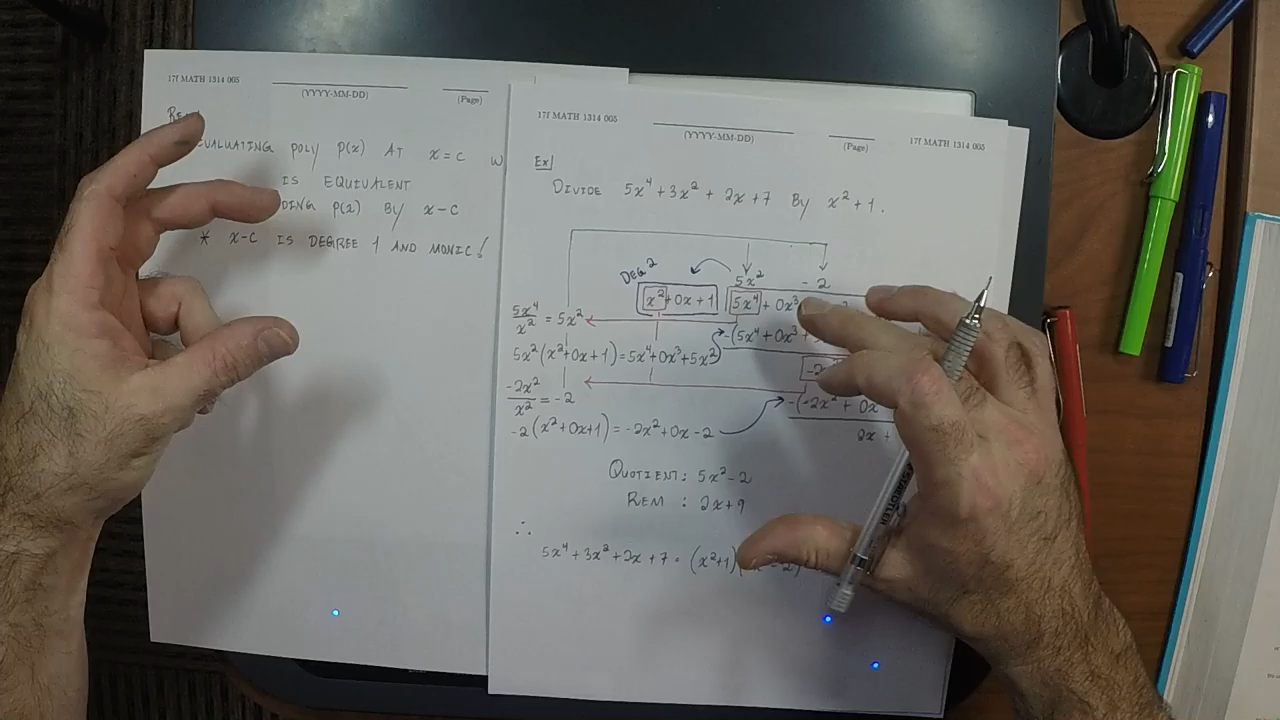 17f MATH 1314 005
(YYYY-MM-DD)
(Page)
EVALUATING POLY P(x) AT x=c W
IS EQUIVALENT
DING P(x) BY x-c
* x-c IS DEGREE 1 AND MONIC!
17f MATH 1314 005
(YYYY-MM-DD)
(Page)
17f MATH 1314 005
Ex|
DIVIDE 5x⁴+3x²+2x+7 BY x²+1.
DEG 2
5x² -2
x²+0x+1 5x⁴+0x³
5x⁴/x² = 5x²
-(5x⁴+0x³+
5x²(x²+0x+1)=5x⁴+0x³+5x²
-2x²/x² = -2
-(-2x²+0x
-2(x²+0x+1)=-2x²+0x-2
2x+
QUOTIENT: 5x²-2
REM : 2x+9
∴
5x⁴+3x²+2x+7=(x²+1)
STAEDTLER